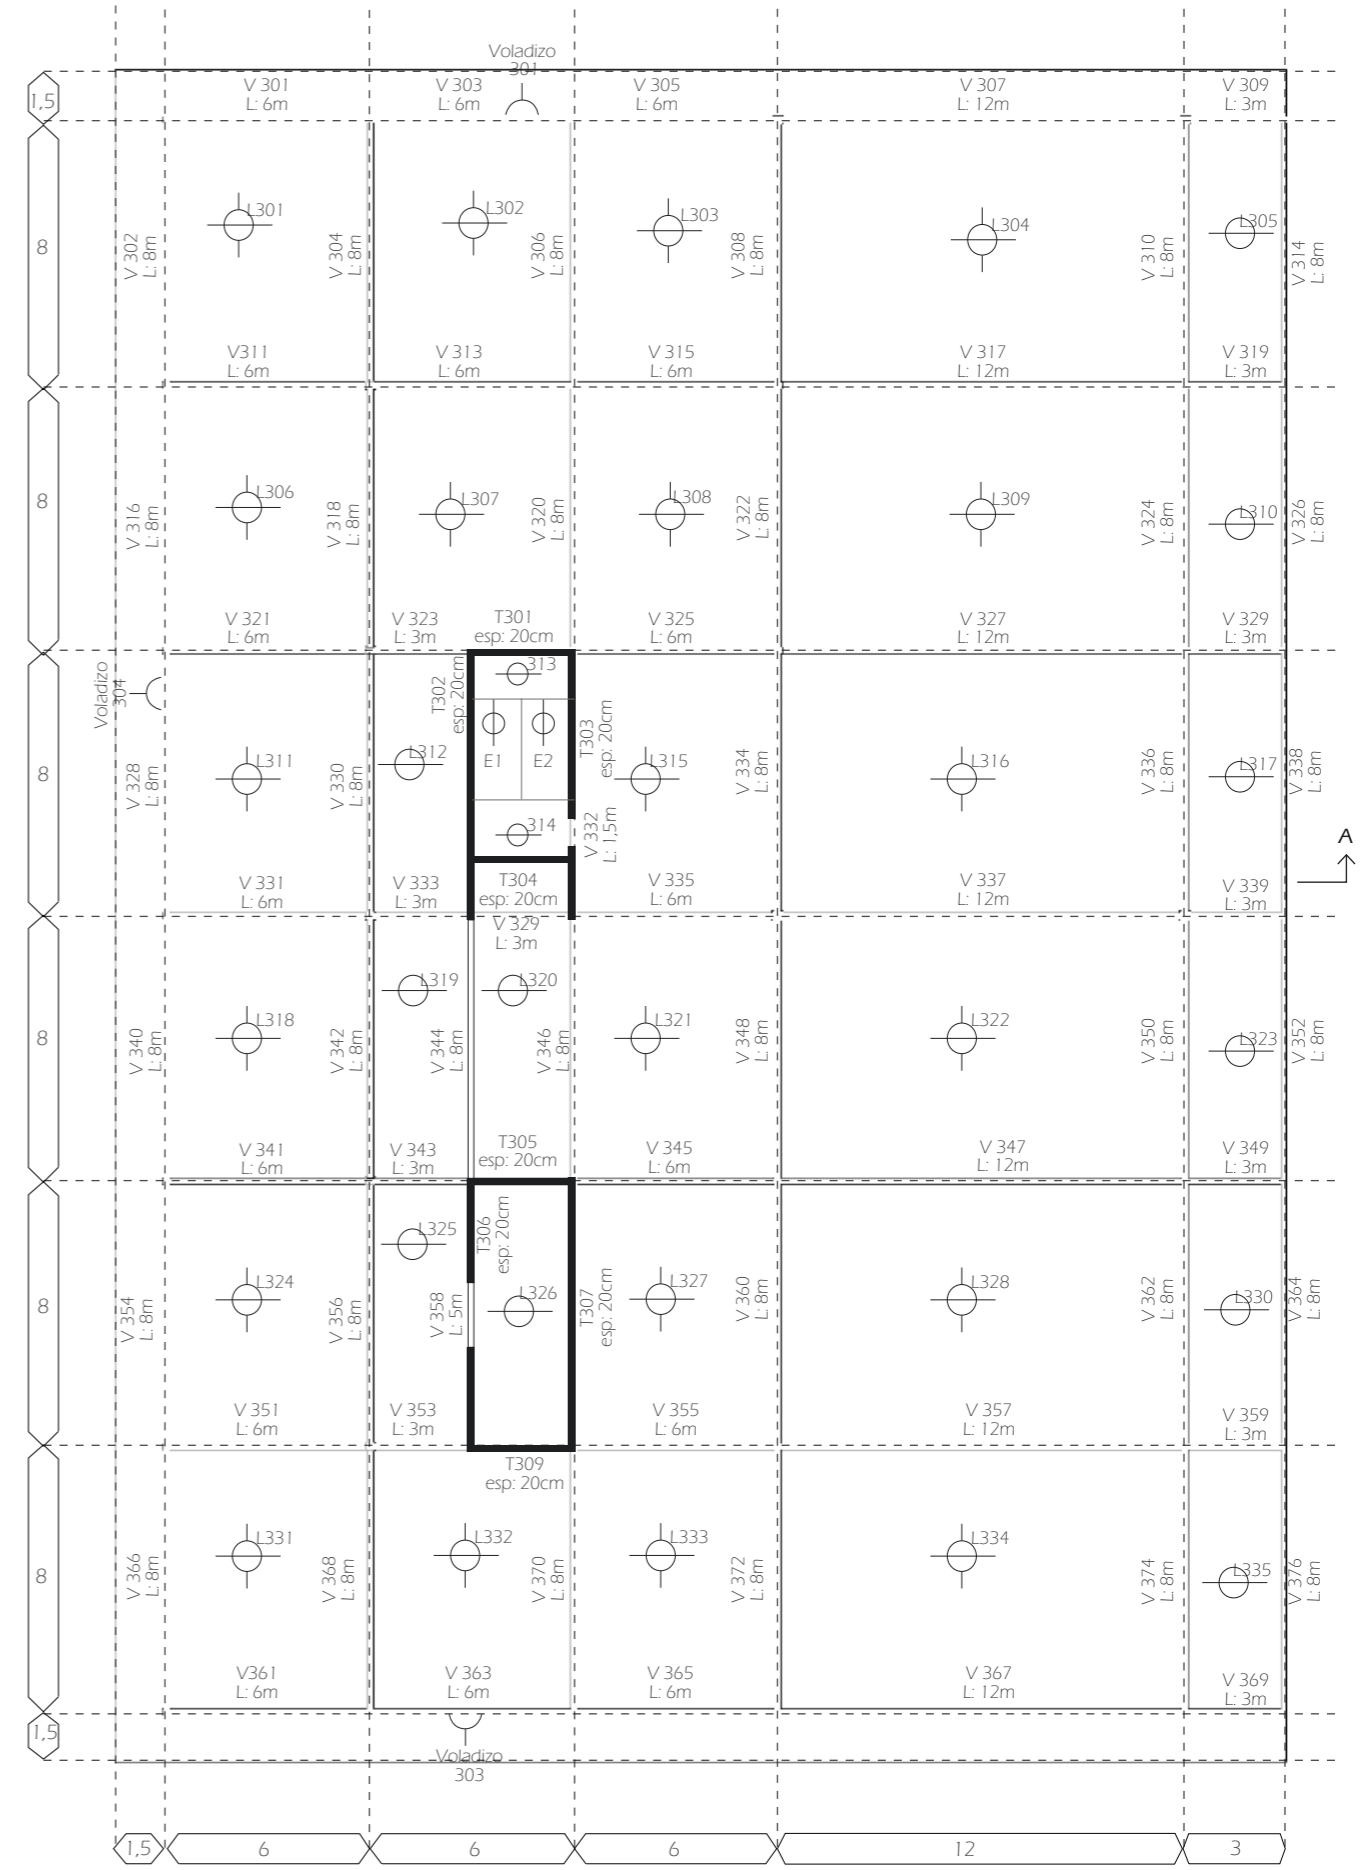 Voladizo
301
V 301
L: 6m
V 303
L: 6m
V 305
L: 6m
V 307
L: 12m
V 309
L: 3m
1,5
8
L301
L302
L303
L304
L305
V 302
L: 8m
V 304
L: 8m
V 306
L: 8m
V 308
L: 8m
V 310
L: 8m
V 314
L: 8m
V311
L: 6m
V 313
L: 6m
V 315
L: 6m
V 317
L: 12m
V 319
L: 3m
8
L306
L307
L308
L309
L310
V 316
L: 8m
V 318
L: 8m
V 320
L: 8m
V 322
L: 8m
V 324
L: 8m
V 326
L: 8m
V 321
L: 6m
V 323
L: 3m
T301
esp: 20cm
V 325
L: 6m
V 327
L: 12m
V 329
L: 3m
Voladizo
304
T302
esp: 20cm
313
T303
esp: 20cm
8
L311
L312
E1
E2
L315
L316
L317
V 328
L: 8m
V 330
L: 8m
V 334
L: 8m
V 336
L: 8m
V 338
L: 8m
314
V 332
L: 1,5m
A
V 331
L: 6m
V 333
L: 3m
T304
esp: 20cm
V 335
L: 6m
V 337
L: 12m
V 339
L: 3m
V 329
L: 3m
8
L318
L319
L320
L321
L322
L323
V 340
L: 8m
V 342
L: 8m
V 344
L: 8m
V 346
L: 8m
V 348
L: 8m
V 350
L: 8m
V 352
L: 8m
V 341
L: 6m
V 343
L: 3m
T305
esp: 20cm
V 345
L: 6m
V 347
L: 12m
V 349
L: 3m
T306
esp: 20cm
8
L324
L325
L326
L327
L328
L330
V 354
L: 8m
V 356
L: 8m
V 358
L: 5m
T307
esp: 20cm
V 360
L: 8m
V 362
L: 8m
V 364
L: 8m
V 351
L: 6m
V 353
L: 3m
V 355
L: 6m
V 357
L: 12m
V 359
L: 3m
T309
esp: 20cm
8
L331
L332
L333
L334
L335
V 366
L: 8m
V 368
L: 8m
V 370
L: 8m
V 372
L: 8m
V 374
L: 8m
V 376
L: 8m
V361
L: 6m
V 363
L: 6m
V 365
L: 6m
V 367
L: 12m
V 369
L: 3m
1,5
Voladizo
303
1,5
6
6
6
12
3